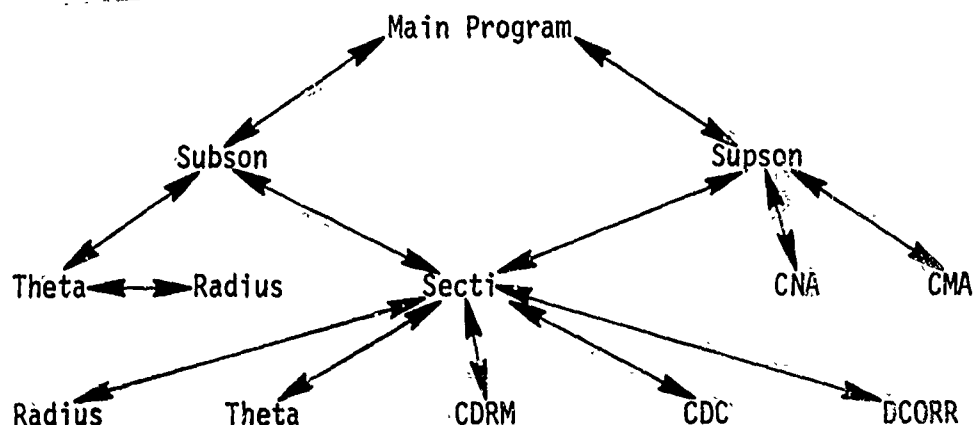 Main Program
Subson Supson
Theta Radius Secti CNA CMA
Radius Theta CDRM CDC DCORR